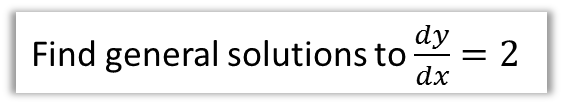 Find general solutions to dy/dx = 2